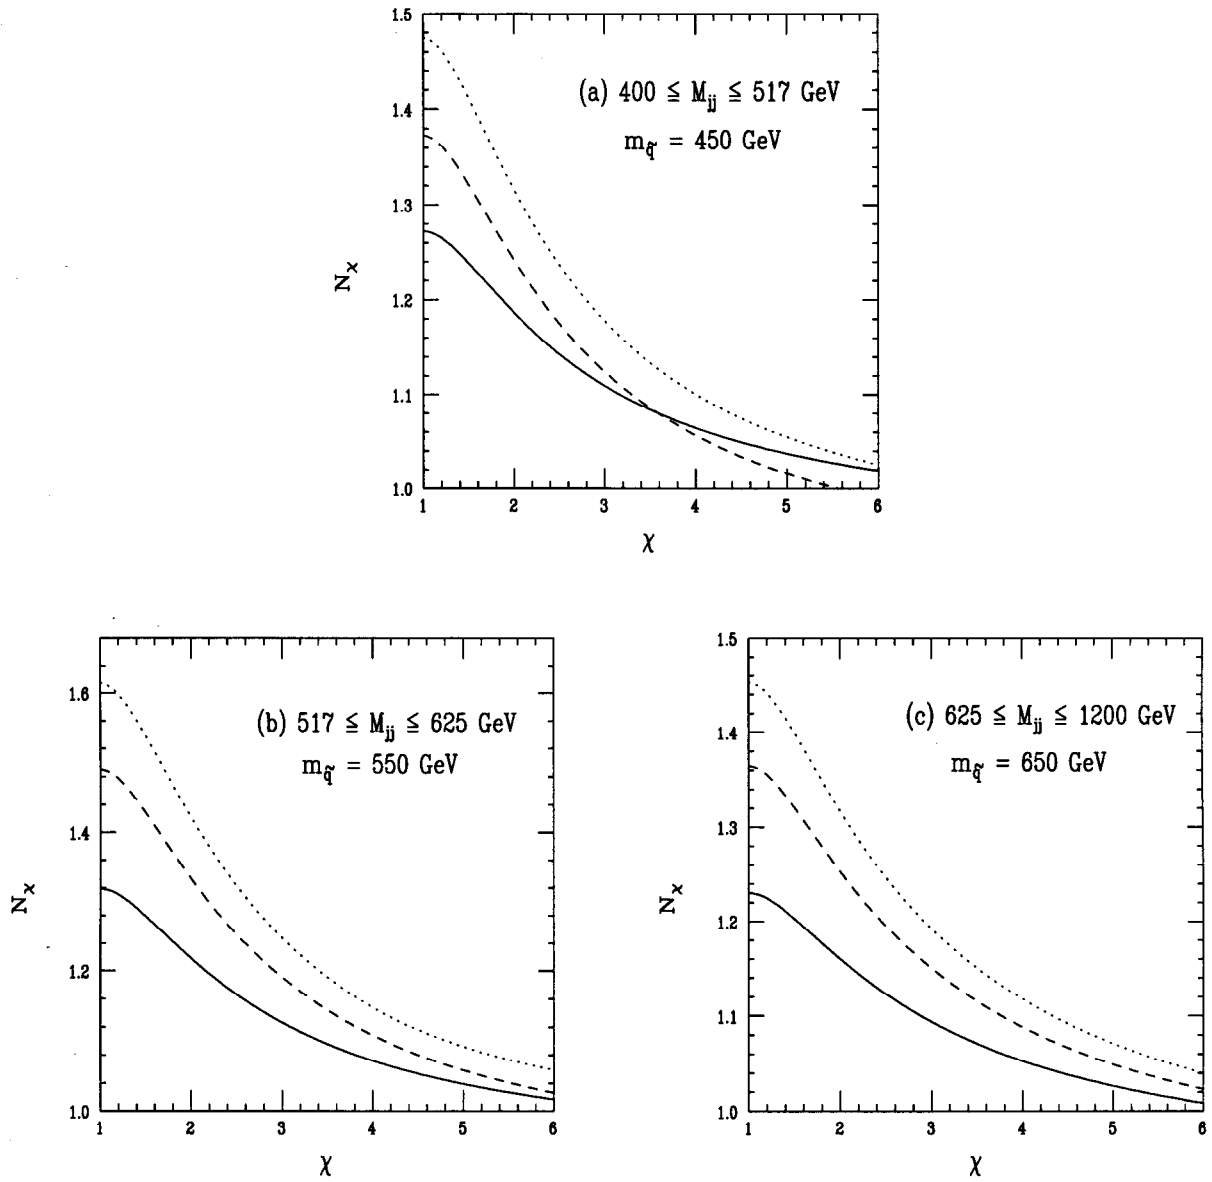 1.5
(a) 400 ≦ M_jj ≦ 517 GeV
1.4
m_q̃ = 450 GeV
1.3
N_χ
1.2
1.1
1.0
1 2 3 4 5 6
χ
1.6
(b) 517 ≦ M_jj ≦ 625 GeV
m_q̃ = 550 GeV
1.4
N_χ
1.2
1.0
1 2 3 4 5 6
χ
1.5
(c) 625 ≦ M_jj ≦ 1200 GeV
1.4
m_q̃ = 650 GeV
1.3
N_χ
1.2
1.1
1.0
1 2 3 4 5 6
χ